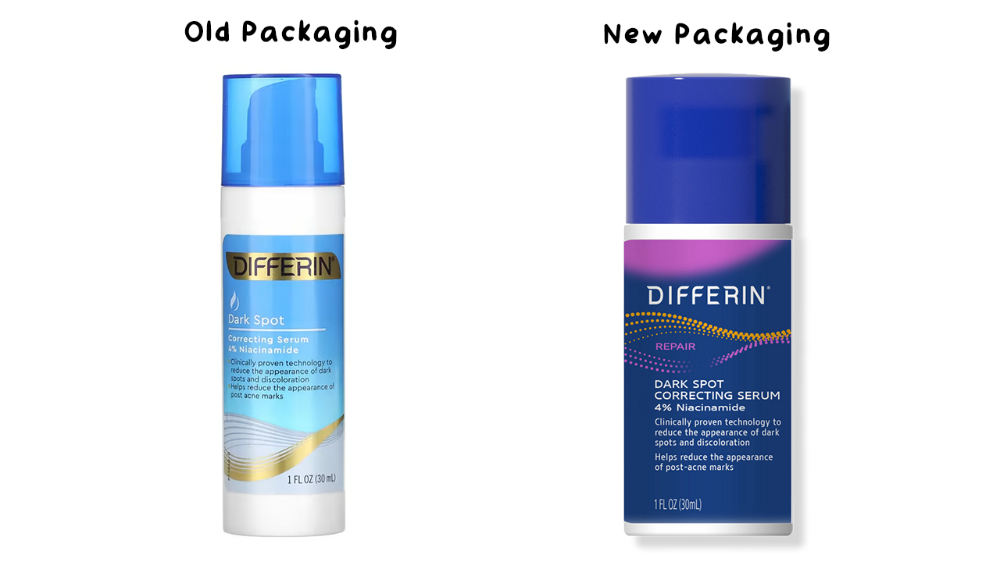 Old Packaging
New Packaging
DIFFERIN®
Dark Spot
Correcting Serum
4% Niacinamide
Clinically proven technology to
reduce the appearance of dark
spots and discoloration
Helps reduce the appearance of
post acne marks
1 FL OZ (30 mL)
DIFFERIN®
REPAIR
DARK SPOT
CORRECTING SERUM
4% Niacinamide
Clinically proven technology to
reduce the appearance of dark
spots and discoloration
Helps reduce the appearance
of post-acne marks
1 FL OZ (30mL)